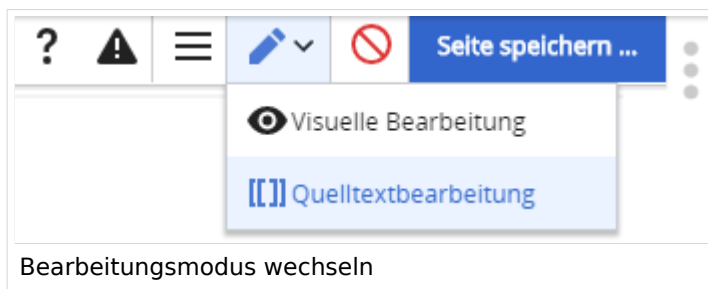 ? Seite speichern ...
Visuelle Bearbeitung
[[]] Quelltextbearbeitung
Bearbeitungsmodus wechseln